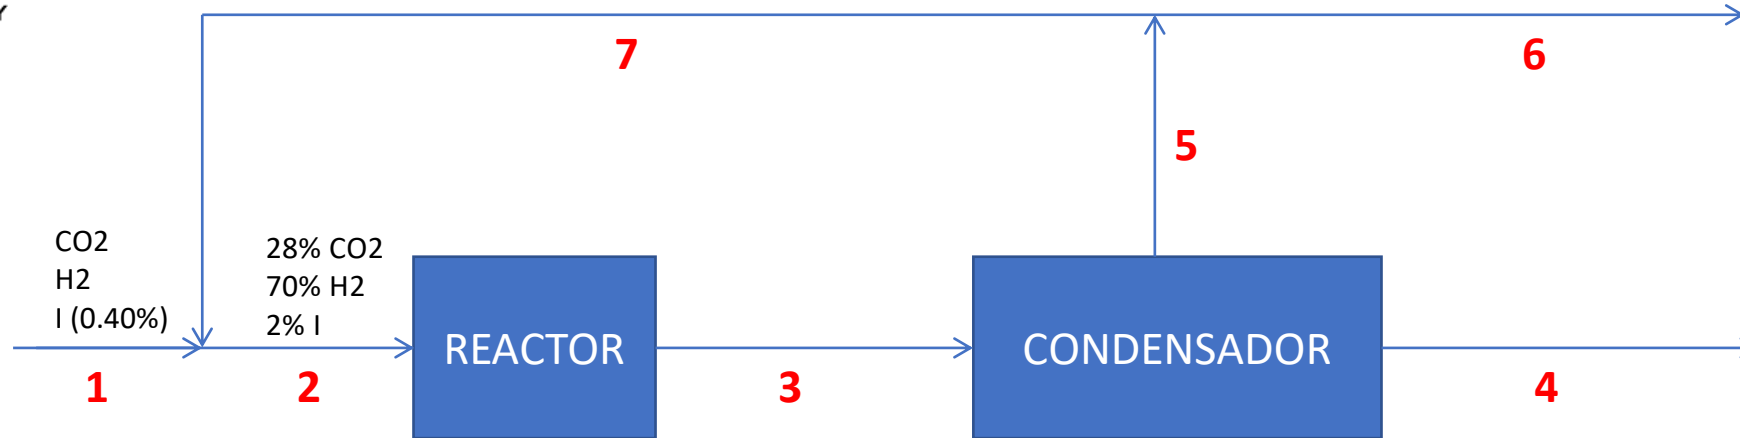 Y
7
6
5
CO2
H2
I (0.40%)
28% CO2
70% H2
2% I
REACTOR
CONDENSADOR
1
2
3
4